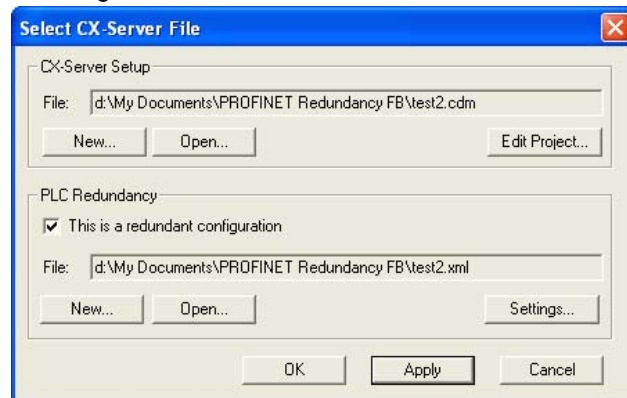 Select CX-Server File
CX-Server Setup
File: d:\My Documents\PROFINET Redundancy FB\test2.cdm
New... Open... Edit Project...
PLC Redundancy
This is a redundant configuration
File: d:\My Documents\PROFINET Redundancy FB\test2.xml
New... Open... Settings...
OK Apply Cancel